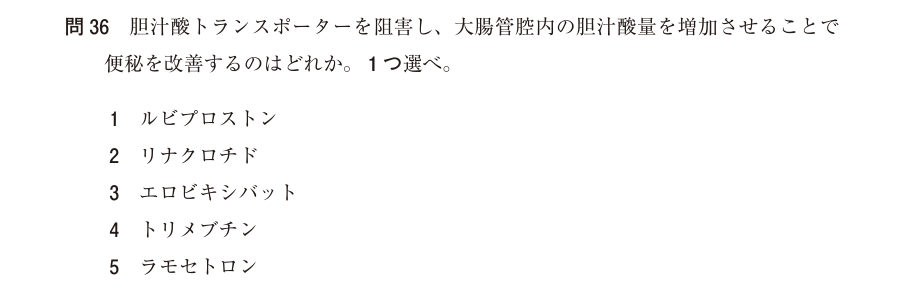 問 36 胆汁酸トランスポーターを阻害し、大腸管腔内の胆汁酸量を増加させることで
便秘を改善するのはどれか。1つ選べ。
1 ルビプロストン
2 リナクロチド
3 エロビキシバット
4 トリメブチン
5 ラモセトロン